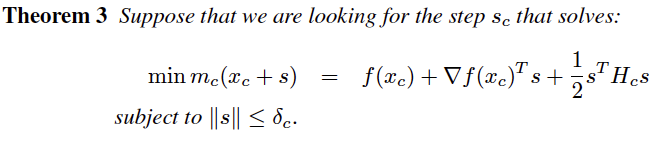 Theorem 3 Suppose that we are looking for the step s_c that solves:
min m_c(x_c + s) = f(x_c) + ∇f(x_c)^T s + \frac{1}{2} s^T H_c s
subject to ‖s‖ ≤ δ_c.